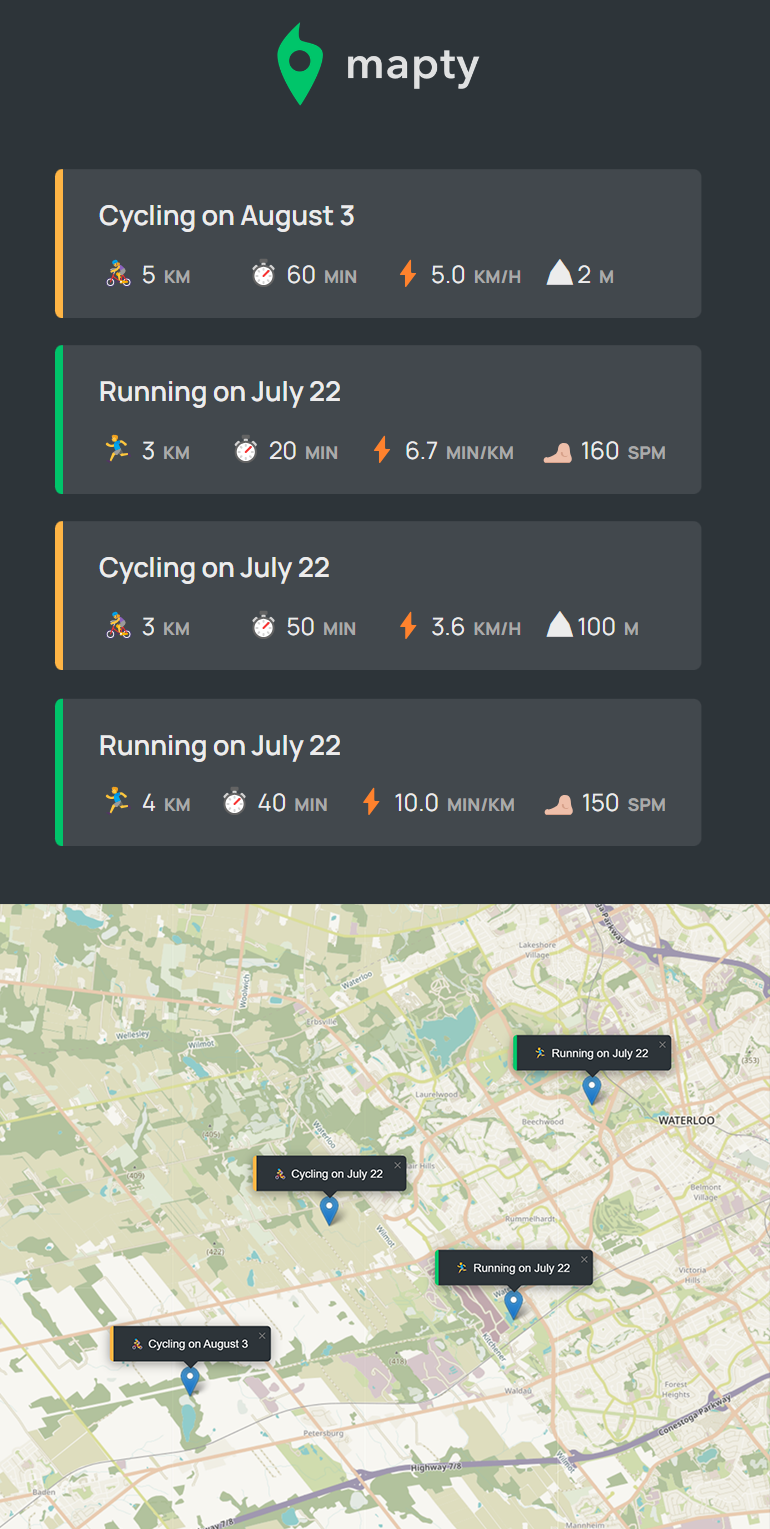 mapty
Cycling on August 3
5 KM 60 MIN 5.0 KM/H 2 M
Running on July 22
3 KM 20 MIN 6.7 MIN/KM 160 SPM
Cycling on July 22
3 KM 50 MIN 3.6 KM/H 100 M
Running on July 22
4 KM 40 MIN 10.0 MIN/KM 150 SPM
Lakeshore
Village
Waterloo
Woolwich
Erbsville
Wellesley
Wilmot
Running on July 22 ×
(353)
Laurelwood
Beechwood
WATERLOO
(405)
Waterloo
Cycling on July 22 ×
(409)
Belmont
Village
Rummelhardt
Wilmot
(422)
Running on July 22 ×
Victoria
Hills
Kitchener
Cycling on August 3 ×
(418)
Waldau
Forest
Heights
Conestoga Parkway
Petersburg
Highway 7/8
Wilmot
Baden
Mannheim